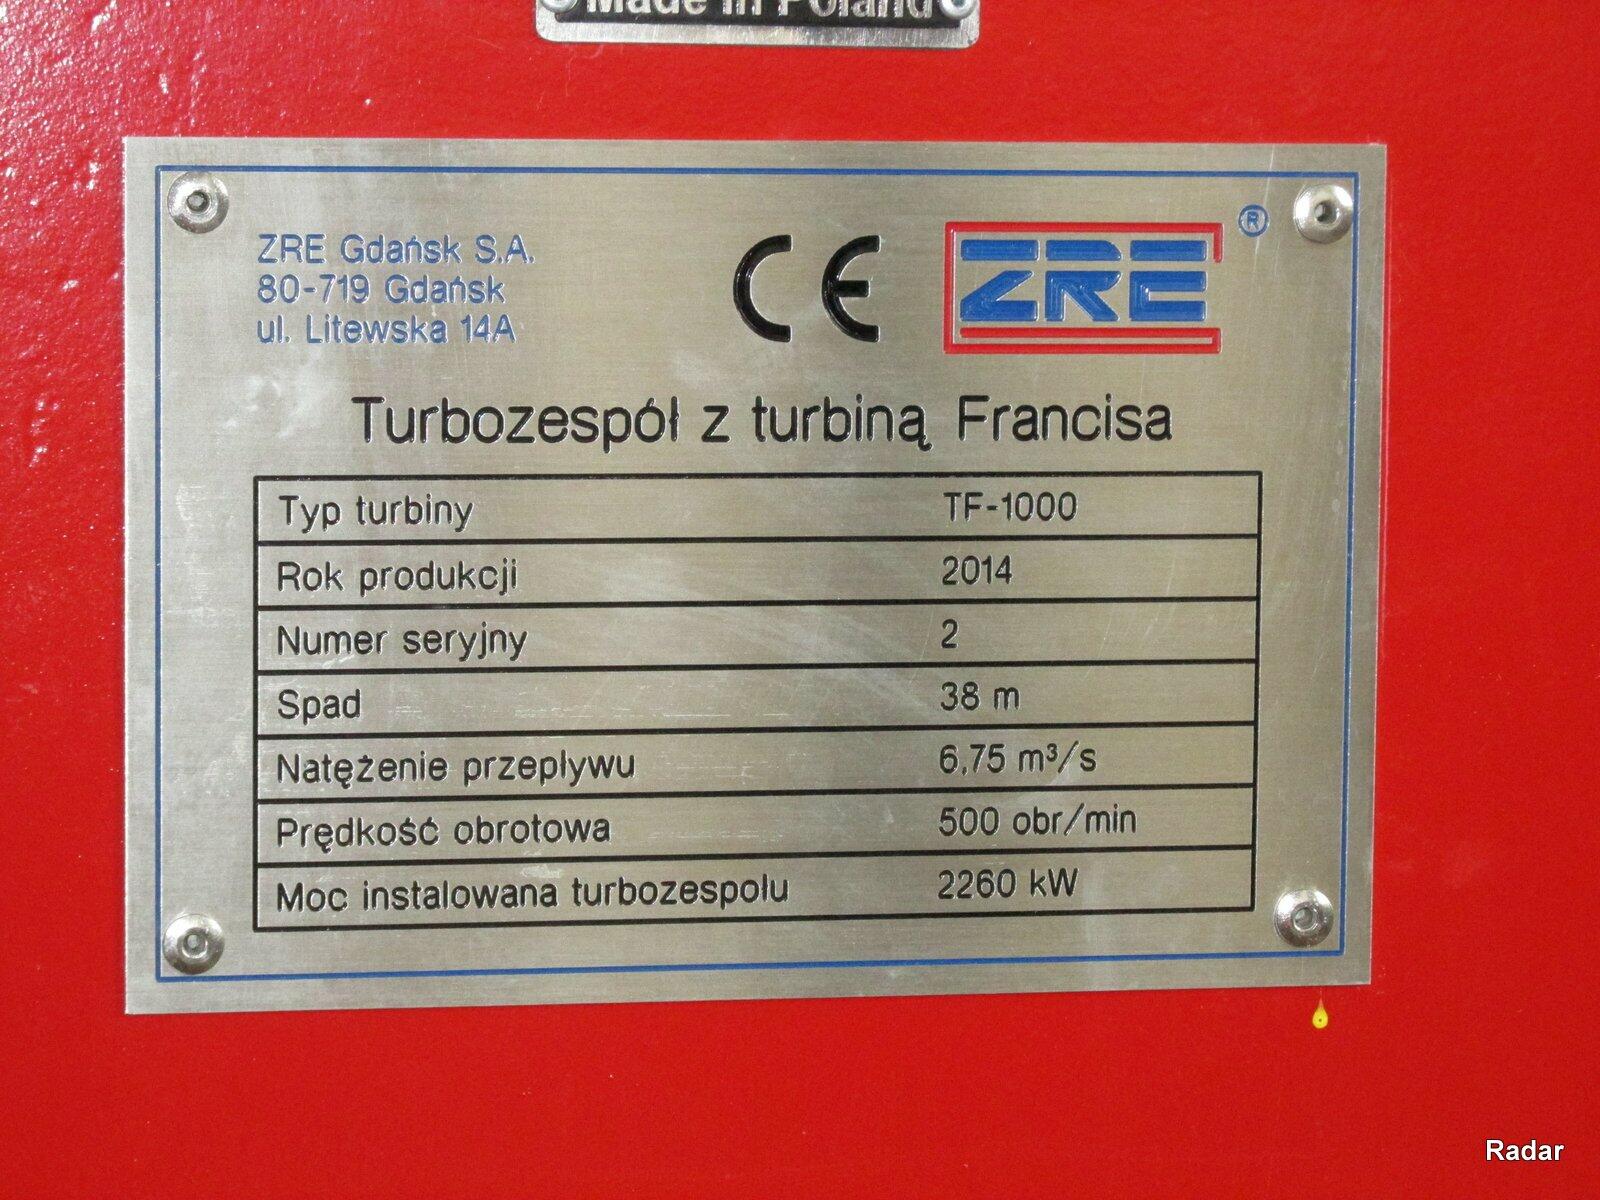 Made in Poland
ZRE Gdańsk S.A.
80-719 Gdańsk
ul. Litewska 14A
CE
ZRE ®
Turbozespół z turbiną Francisa
Typ turbiny TF-1000
Rok produkcji 2014
Numer seryjny 2
Spad 38 m
Natężenie przepływu 6,75 m³/s
Prędkość obrotowa 500 obr/min
Moc instalowana turbozespołu 2260 kW
Radar